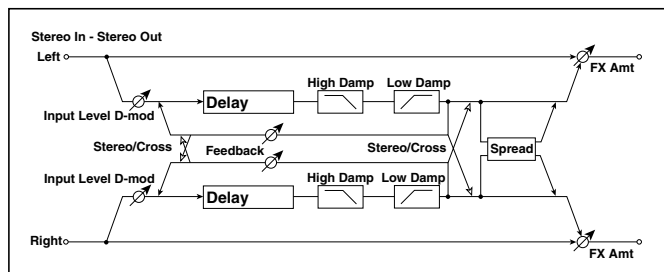 Stereo In - Stereo Out
Left
FX Amt
High Damp Low Damp
Input Level D-mod
Delay
Stereo/Cross Feedback Stereo/Cross
Spread
Input Level D-mod
High Damp Low Damp
Delay
Right
FX Amt